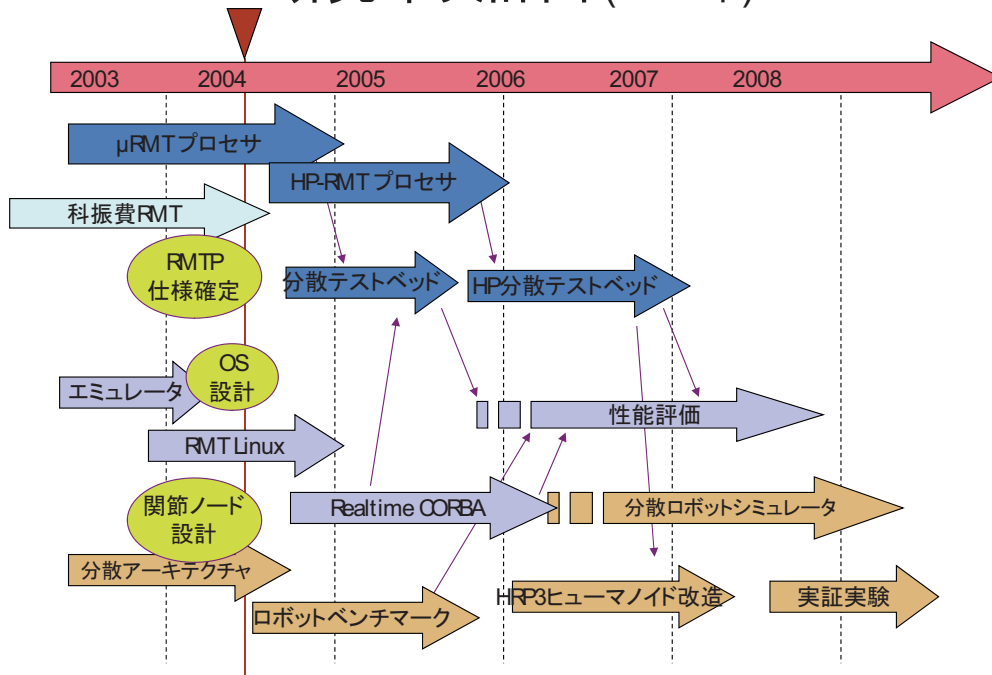 2003 2004 2005 2006 2007 2008
μRMTプロセサ
HP-RMTプロセサ
科振費RMT
RMTP
仕様確定
分散テストベッド
HP分散テストベッド
OS
設計
エミュレータ
性能評価
RMT Linux
関節ノード
設計
Realtime CORBA
分散ロボットシミュレータ
分散アーキテクチャ
ロボットベンチマーク
HRP3ヒューマノイド改造
実証実験